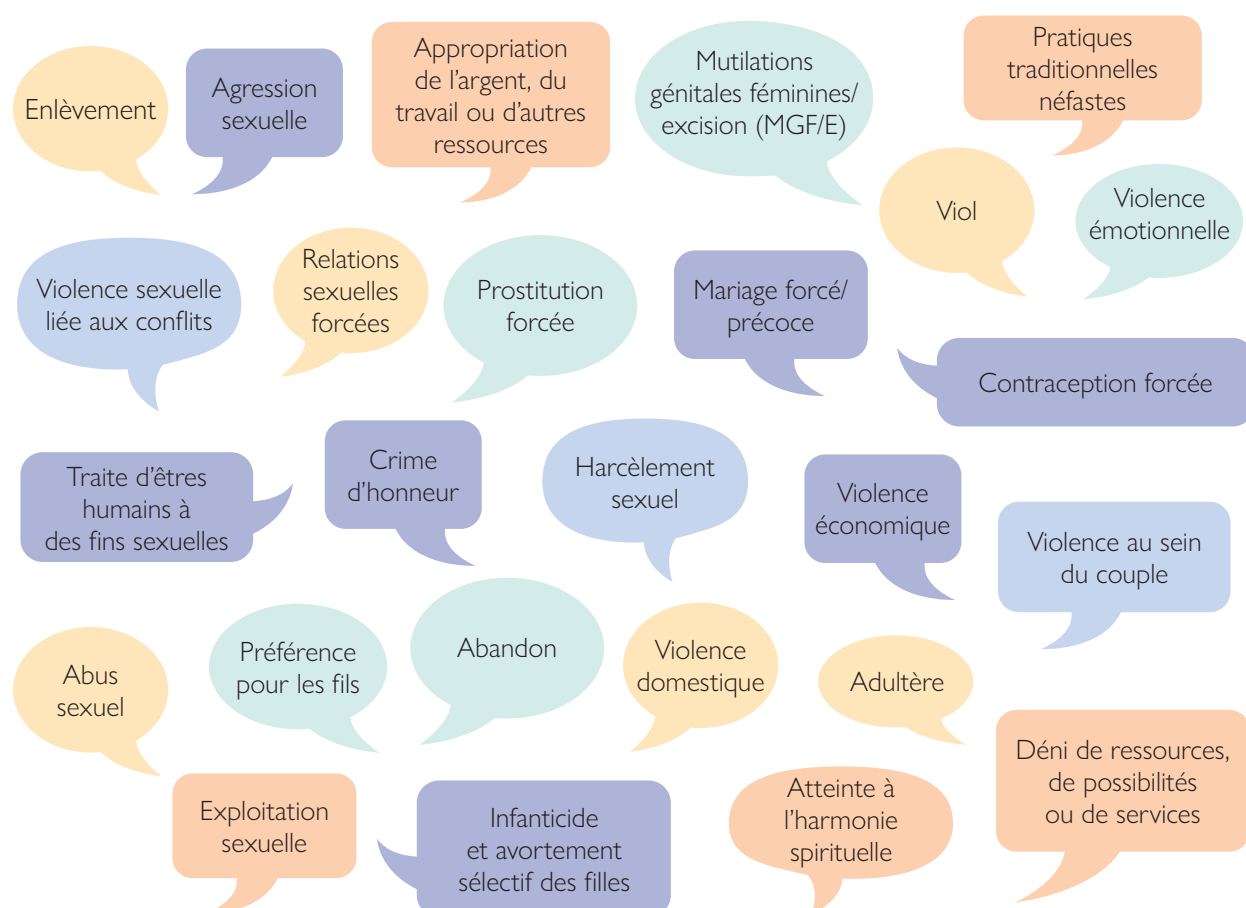 Enlèvement
Agression
sexuelle
Appropriation
de l’argent, du
travail ou d’autres
ressources
Mutilations
génitales féminines/
excision (MGF/E)
Pratiques
traditionnelles
néfastes
Viol
Violence
émotionnelle
Violence sexuelle
liée aux conflits
Relations
sexuelles
forcées
Prostitution
forcée
Mariage forcé/
précoce
Contraception forcée
Traite d’êtres
humains à
des fins sexuelles
Crime
d’honneur
Harcèlement
sexuel
Violence
économique
Violence au sein
du couple
Abus
sexuel
Préférence
pour les fils
Abandon
Violence
domestique
Adultère
Déni de ressources,
de possibilités
ou de services
Exploitation
sexuelle
Infanticide
et avortement
sélectif des filles
Atteinte à
l’harmonie
spirituelle